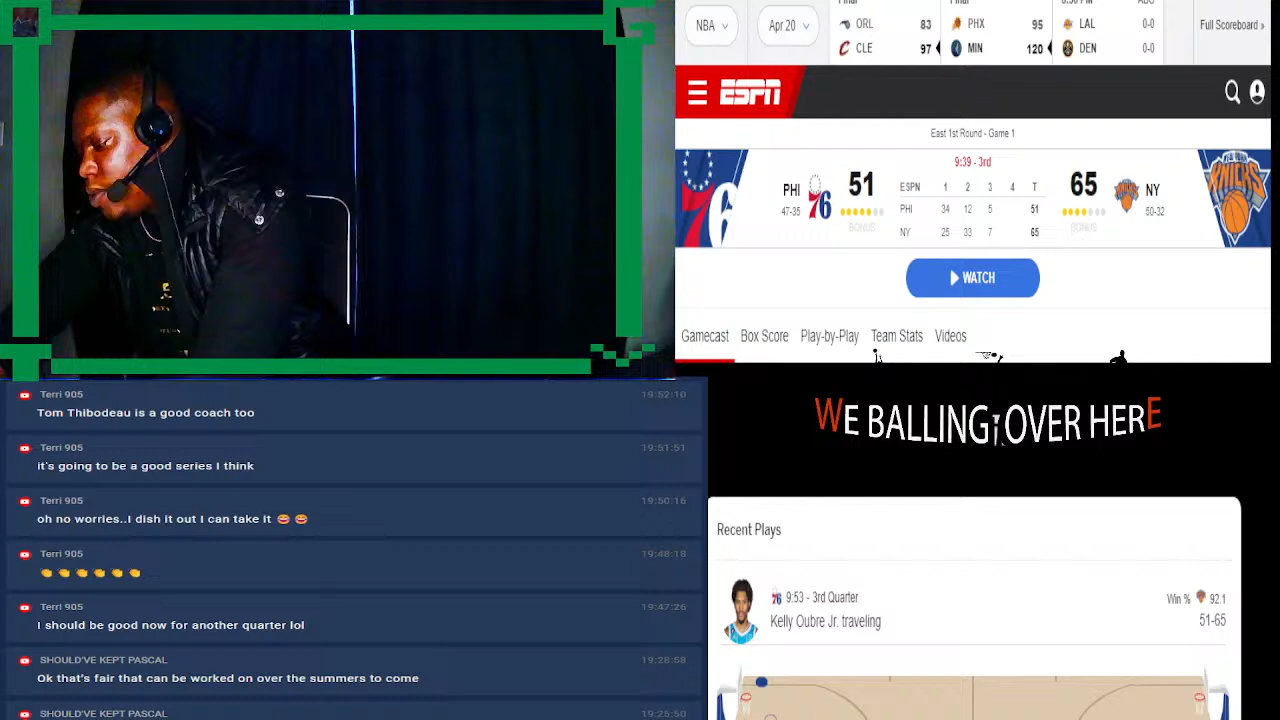 NBA
Apr 20
ORL 83
CLE 97
PHX 95
MIN 120
LAL 0-0
DEN 0-0
Full Scoreboard »
ESPN
East 1st Round - Game 1
9:39 - 3rd
PHI
47-35
76
51
BONUS
ESPN 1 2 3 4 T
PHI 34 12 5 51
NY 25 33 7 65
65
BONUS
NEW YORK
KNICKS
NY
50-32
WATCH
Gamecast Box Score Play-by-Play Team Stats Videos
Terri 905 19:52:10
Tom Thibodeau is a good coach too
Terri 905 19:51:51
it's going to be a good series I think
Terri 905 19:50:16
oh no worries..I dish it out I can take it
Terri 905 19:48:18
Terri 905 19:47:26
I should be good now for another quarter lol
SHOULD'VE KEPT PASCAL 19:28:58
Ok that's fair that can be worked on over the summers to come
SHOULD'VE KEPT PASCAL 19:25:50
WE BALLING OVER HERE
Recent Plays
9:53 - 3rd Quarter
Kelly Oubre Jr. traveling
Win % 92.1
51-65